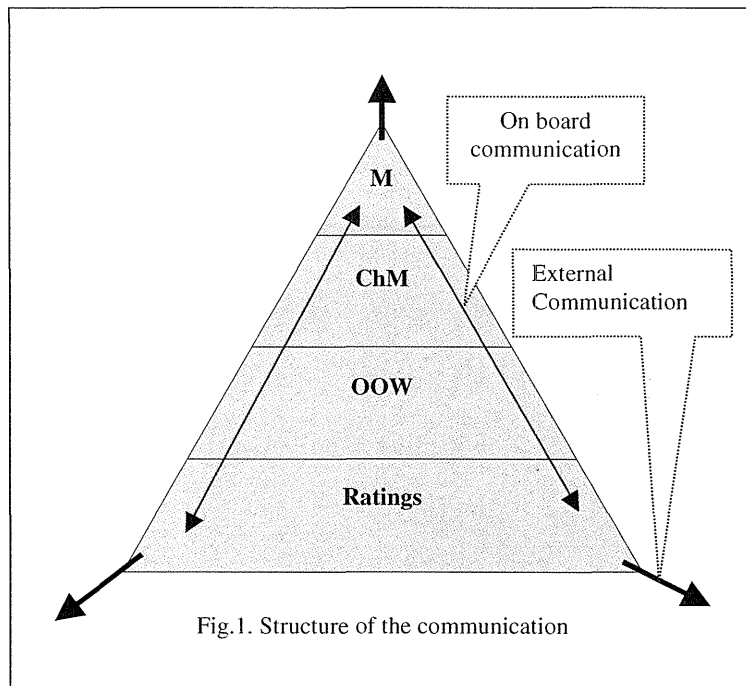 On board
communication
M
External
Communication
ChM
OOW
Ratings
Fig.1. Structure of the communication